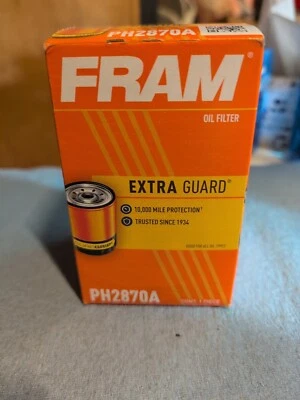 PH2870A
FRAM
OIL FILTER
EXTRA GUARD®
10,000 MILE PROTECTION†
TRUSTED SINCE 1934
PH2870A